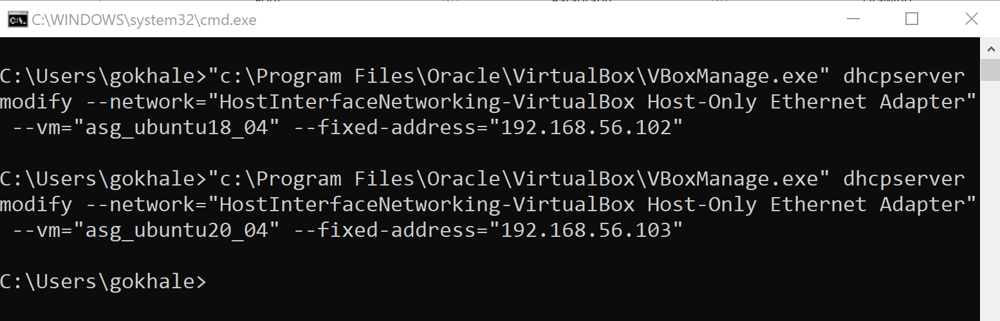 C:\WINDOWS\system32\cmd.exe
C:\Users\gokhale>"c:\Program Files\Oracle\VirtualBox\VBoxManage.exe" dhcpserver
modify --network="HostInterfaceNetworking-VirtualBox Host-Only Ethernet Adapter"
--vm="asg_ubuntu18_04" --fixed-address="192.168.56.102"
C:\Users\gokhale>"c:\Program Files\Oracle\VirtualBox\VBoxManage.exe" dhcpserver
modify --network="HostInterfaceNetworking-VirtualBox Host-Only Ethernet Adapter"
--vm="asg_ubuntu20_04" --fixed-address="192.168.56.103"
C:\Users\gokhale>